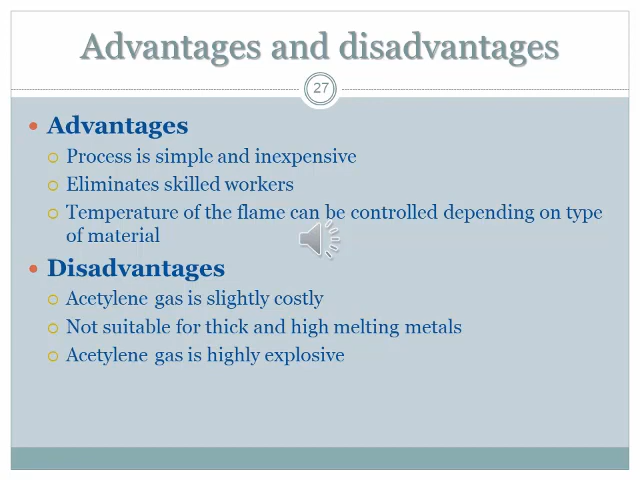 Advantages and disadvantages
27
Advantages
Process is simple and inexpensive
Eliminates skilled workers
Temperature of the flame can be controlled depending on type
of material
Disadvantages
Acetylene gas is slightly costly
Not suitable for thick and high melting metals
Acetylene gas is highly explosive